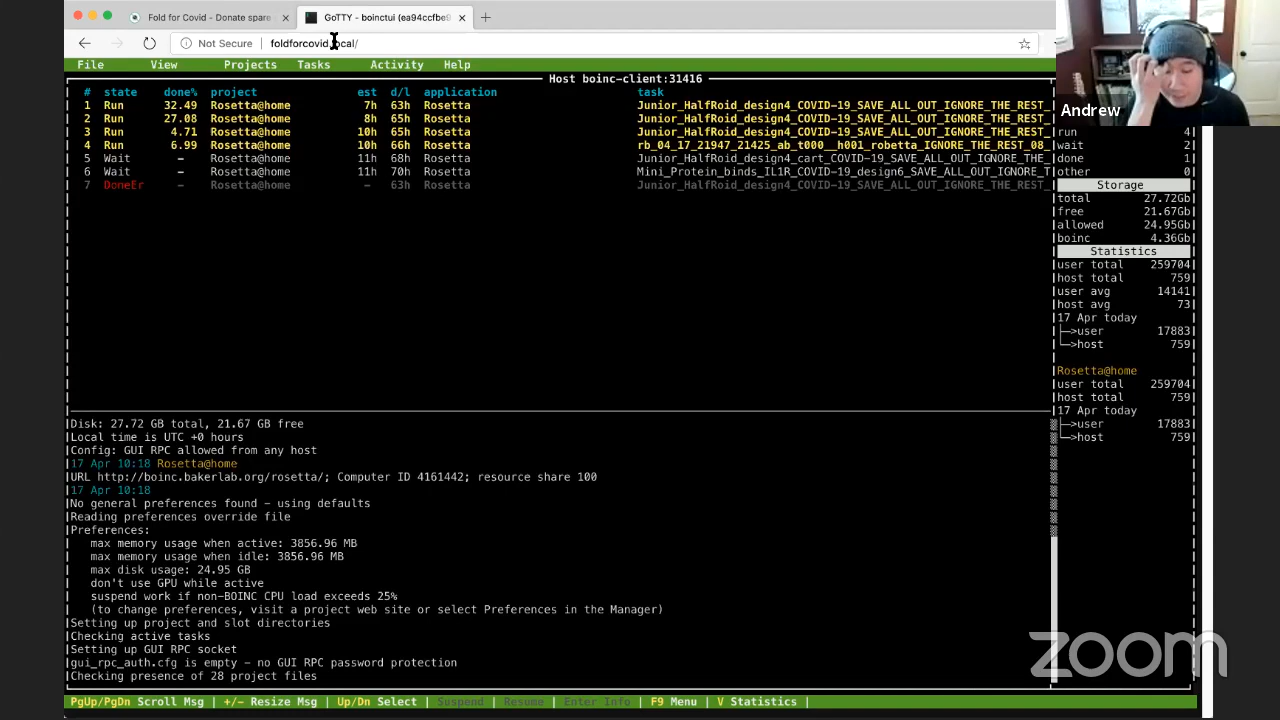 Fold for Covid - Donate spare
GoTTY - boinctui (ea94ccfbe9
Not Secure
foldforcovid.local/
File View Projects Tasks Activity Help
Host boinc-client:31416
# state done% project est d/l application task
1 Run 32.49 Rosetta@home 7h 63h Rosetta Junior_HalfRoid_design4_COVID-19_SAVE_ALL_OUT_IGNORE_THE_REST_
2 Run 27.08 Rosetta@home 8h 65h Rosetta Junior_HalfRoid_design4_COVID-19_SAVE_ALL_OUT_IGNORE_THE_REST_
3 Run 4.71 Rosetta@home 10h 65h Rosetta Junior_HalfRoid_design4_COVID-19_SAVE_ALL_OUT_IGNORE_THE_REST_
4 Run 6.99 Rosetta@home 10h 66h Rosetta rb_04_17_21947_21425_ab_t000__h001_robetta_IGNORE_THE_REST_08_
5 Wait – Rosetta@home 11h 68h Rosetta Junior_HalfRoid_design4_cart_COVID-19_SAVE_ALL_OUT_IGNORE_THE_
6 Wait – Rosetta@home 11h 70h Rosetta Mini_Protein_binds_IL1R_COVID-19_design6_SAVE_ALL_OUT_IGNORE_T
7 DoneEr – Rosetta@home – 63h Rosetta Junior_HalfRoid_design4_COVID-19_SAVE_ALL_OUT_IGNORE_THE_REST_
Andrew
run 4
wait 2
done 1
other 0
Storage
total 27.72Gb
free 21.67Gb
allowed 24.95Gb
boinc 4.36Gb
Statistics
user total 259704
host total 759
user avg 14141
host avg 73
17 Apr today
├─>user 17883
└─>host 759
Rosetta@home
user total 259704
host total 759
17 Apr today
├─>user 17883
└─>host 759
Disk: 27.72 GB total, 21.67 GB free
Local time is UTC +0 hours
Config: GUI RPC allowed from any host
17 Apr 10:18 Rosetta@home
URL http://boinc.bakerlab.org/rosetta/; Computer ID 4161442; resource share 100
17 Apr 10:18
No general preferences found - using defaults
Reading preferences override file
Preferences:
max memory usage when active: 3856.96 MB
max memory usage when idle: 3856.96 MB
max disk usage: 24.95 GB
don't use GPU while active
suspend work if non-BOINC CPU load exceeds 25%
(to change preferences, visit a project web site or select Preferences in the Manager)
Setting up project and slot directories
Checking active tasks
Setting up GUI RPC socket
gui_rpc_auth.cfg is empty - no GUI RPC password protection
Checking presence of 28 project files
PgUp/PgDn Scroll Msg | +/- Resize Msg | Up/Dn Select | Suspend | Resume | Enter Info | F9 Menu | V Statistics |
zoom